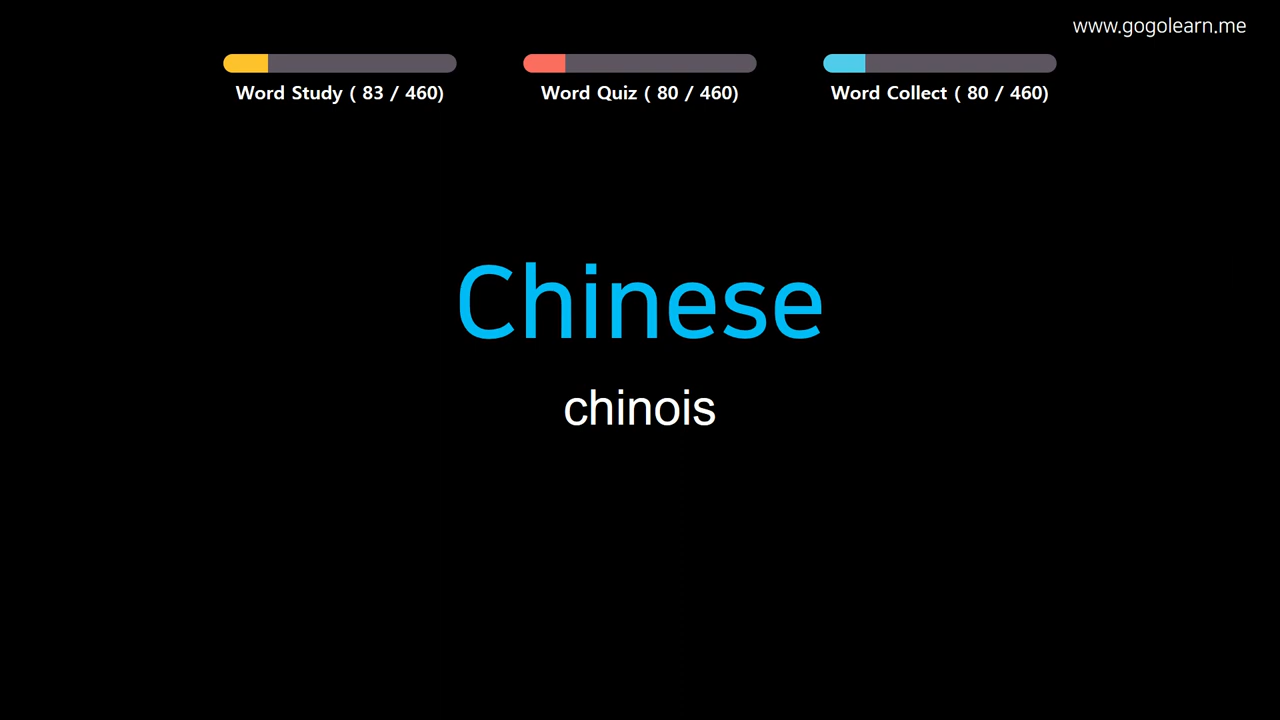 www.gogolearn.me
Word Study ( 83 / 460)
Word Quiz ( 80 / 460)
Word Collect ( 80 / 460)
Chinese
chinois